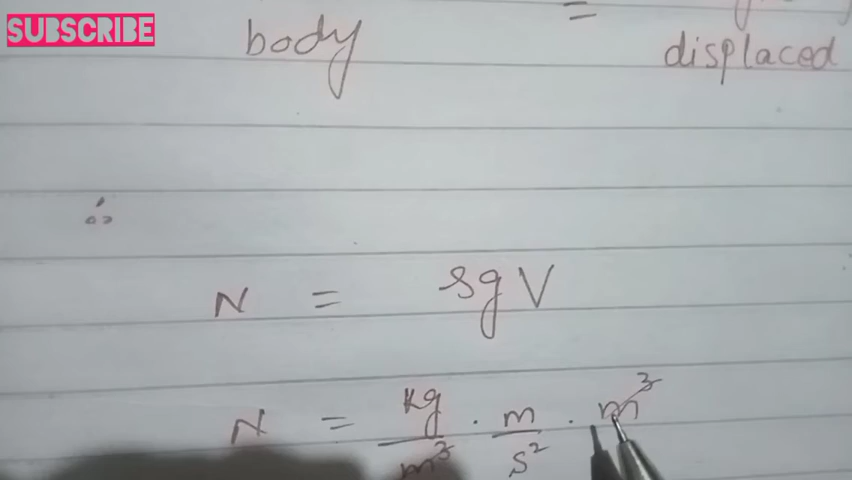 SUBSCRIBE
body = displaced
∴
N = ρgV
N = kg/m³ · m/s² · m³